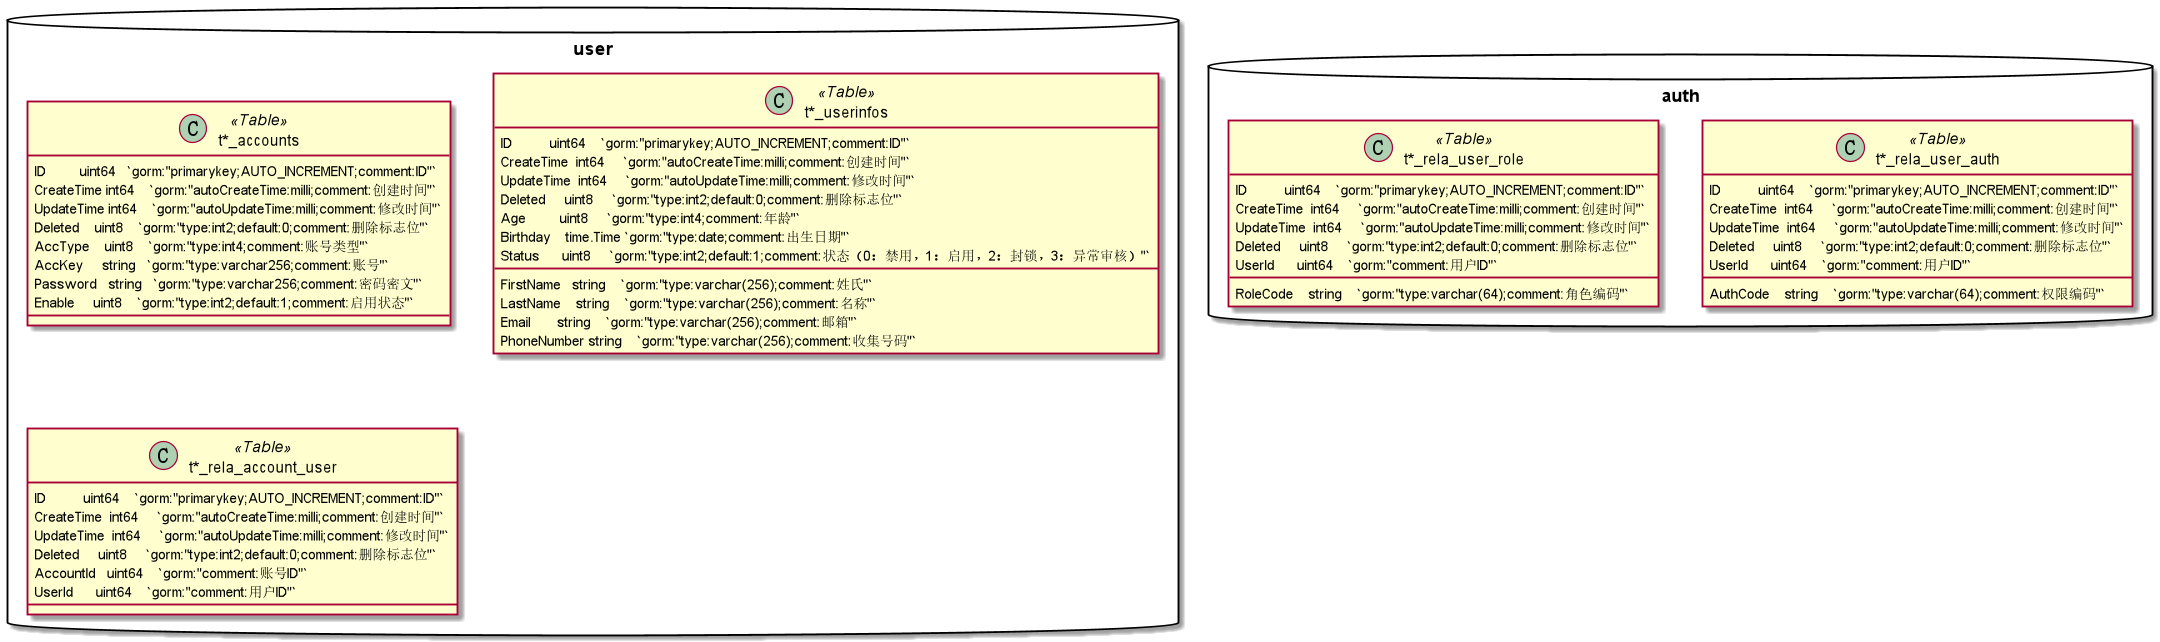 user
C
«Table»
t*_accounts
ID uint64 `gorm:"primarykey;AUTO_INCREMENT;comment:ID"`
CreateTime int64 `gorm:"autoCreateTime:milli;comment:创建时间"`
UpdateTime int64 `gorm:"autoUpdateTime:milli;comment:修改时间"`
Deleted uint8 `gorm:"type:int2;default:0;comment:删除标志位"`
AccType uint8 `gorm:"type:int4;comment:账号类型"`
AccKey string `gorm:"type:varchar256;comment:账号"`
Password string `gorm:"type:varchar256;comment:密码密文"`
Enable uint8 `gorm:"type:int2;default:1;comment:启用状态"`
C
«Table»
t*_userinfos
ID uint64 `gorm:"primarykey;AUTO_INCREMENT;comment:ID"`
CreateTime int64 `gorm:"autoCreateTime:milli;comment:创建时间"`
UpdateTime int64 `gorm:"autoUpdateTime:milli;comment:修改时间"`
Deleted uint8 `gorm:"type:int2;default:0;comment:删除标志位"`
Age uint8 `gorm:"type:int4;comment:年龄"`
Birthday time.Time `gorm:"type:date;comment:出生日期"`
Status uint8 `gorm:"type:int2;default:1;comment:状态（0：禁用，1：启用，2：封锁，3：异常审核）"`
FirstName string `gorm:"type:varchar(256);comment:姓氏"`
LastName string `gorm:"type:varchar(256);comment:名称"`
Email string `gorm:"type:varchar(256);comment:邮箱"`
PhoneNumber string `gorm:"type:varchar(256);comment:收集号码"`
C
«Table»
t*_rela_account_user
ID uint64 `gorm:"primarykey;AUTO_INCREMENT;comment:ID"`
CreateTime int64 `gorm:"autoCreateTime:milli;comment:创建时间"`
UpdateTime int64 `gorm:"autoUpdateTime:milli;comment:修改时间"`
Deleted uint8 `gorm:"type:int2;default:0;comment:删除标志位"`
AccountId uint64 `gorm:"comment:账号ID"`
UserId uint64 `gorm:"comment:用户ID"`
auth
C
«Table»
t*_rela_user_role
ID uint64 `gorm:"primarykey;AUTO_INCREMENT;comment:ID"`
CreateTime int64 `gorm:"autoCreateTime:milli;comment:创建时间"`
UpdateTime int64 `gorm:"autoUpdateTime:milli;comment:修改时间"`
Deleted uint8 `gorm:"type:int2;default:0;comment:删除标志位"`
UserId uint64 `gorm:"comment:用户ID"`
RoleCode string `gorm:"type:varchar(64);comment:角色编码"`
C
«Table»
t*_rela_user_auth
ID uint64 `gorm:"primarykey;AUTO_INCREMENT;comment:ID"`
CreateTime int64 `gorm:"autoCreateTime:milli;comment:创建时间"`
UpdateTime int64 `gorm:"autoUpdateTime:milli;comment:修改时间"`
Deleted uint8 `gorm:"type:int2;default:0;comment:删除标志位"`
UserId uint64 `gorm:"comment:用户ID"`
AuthCode string `gorm:"type:varchar(64);comment:权限编码"`